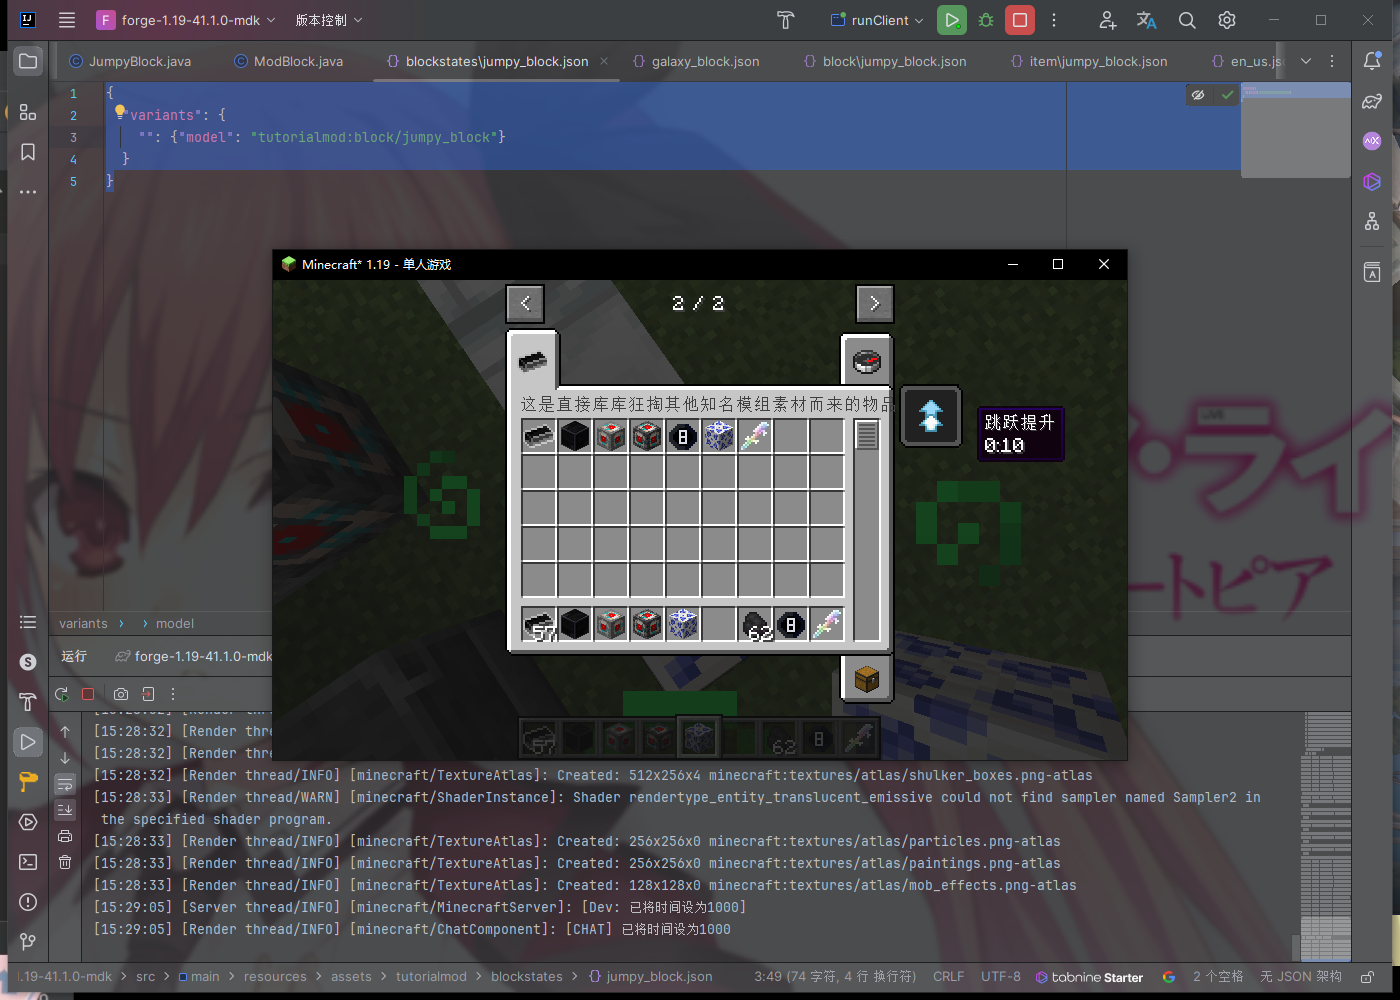 forge-1.19-41.1.0-mdk
版本控制
runClient
JumpyBlock.java
ModBlock.java
blockstates\jumpy_block.json
galaxy_block.json
block\jumpy_block.json
item\jumpy_block.json
en_us.js
1 {
2 "variants": {
3 "": {"model": "tutorialmod:block/jumpy_block"}
4 }
5 }
Minecraft* 1.19 - 单人游戏
< 2 / 2 >
这是直接库库狂掏其他知名模组素材而来的物品
跳跃提升
0:10
8
57
62
8
57
62
8
ド・ライ
ートピア
variants › › model
运行
forge-1.19-41.1.0-mdk
[15:28:32] [Render thre
[15:28:32] [Render thre
[15:28:32] [Render thread/INFO] [minecraft/TextureAtlas]: Created: 512x256x4 minecraft:textures/atlas/shulker_boxes.png-atlas
[15:28:33] [Render thread/WARN] [minecraft/ShaderInstance]: Shader rendertype_entity_translucent_emissive could not find sampler named Sampler2 in
the specified shader program.
[15:28:33] [Render thread/INFO] [minecraft/TextureAtlas]: Created: 256x256x0 minecraft:textures/atlas/particles.png-atlas
[15:28:33] [Render thread/INFO] [minecraft/TextureAtlas]: Created: 256x256x0 minecraft:textures/atlas/paintings.png-atlas
[15:28:33] [Render thread/INFO] [minecraft/TextureAtlas]: Created: 128x128x0 minecraft:textures/atlas/mob_effects.png-atlas
[15:29:05] [Server thread/INFO] [minecraft/MinecraftServer]: [Dev: 已将时间设为1000]
[15:29:05] [Render thread/INFO] [minecraft/ChatComponent]: [CHAT] 已将时间设为1000
.19-41.1.0-mdk › src › main › resources › assets › tutorialmod › blockstates › jumpy_block.json
3:49 (74 字符, 4 行 换行符)
CRLF
UTF-8
tabnine Starter
2 个空格
无 JSON 架构